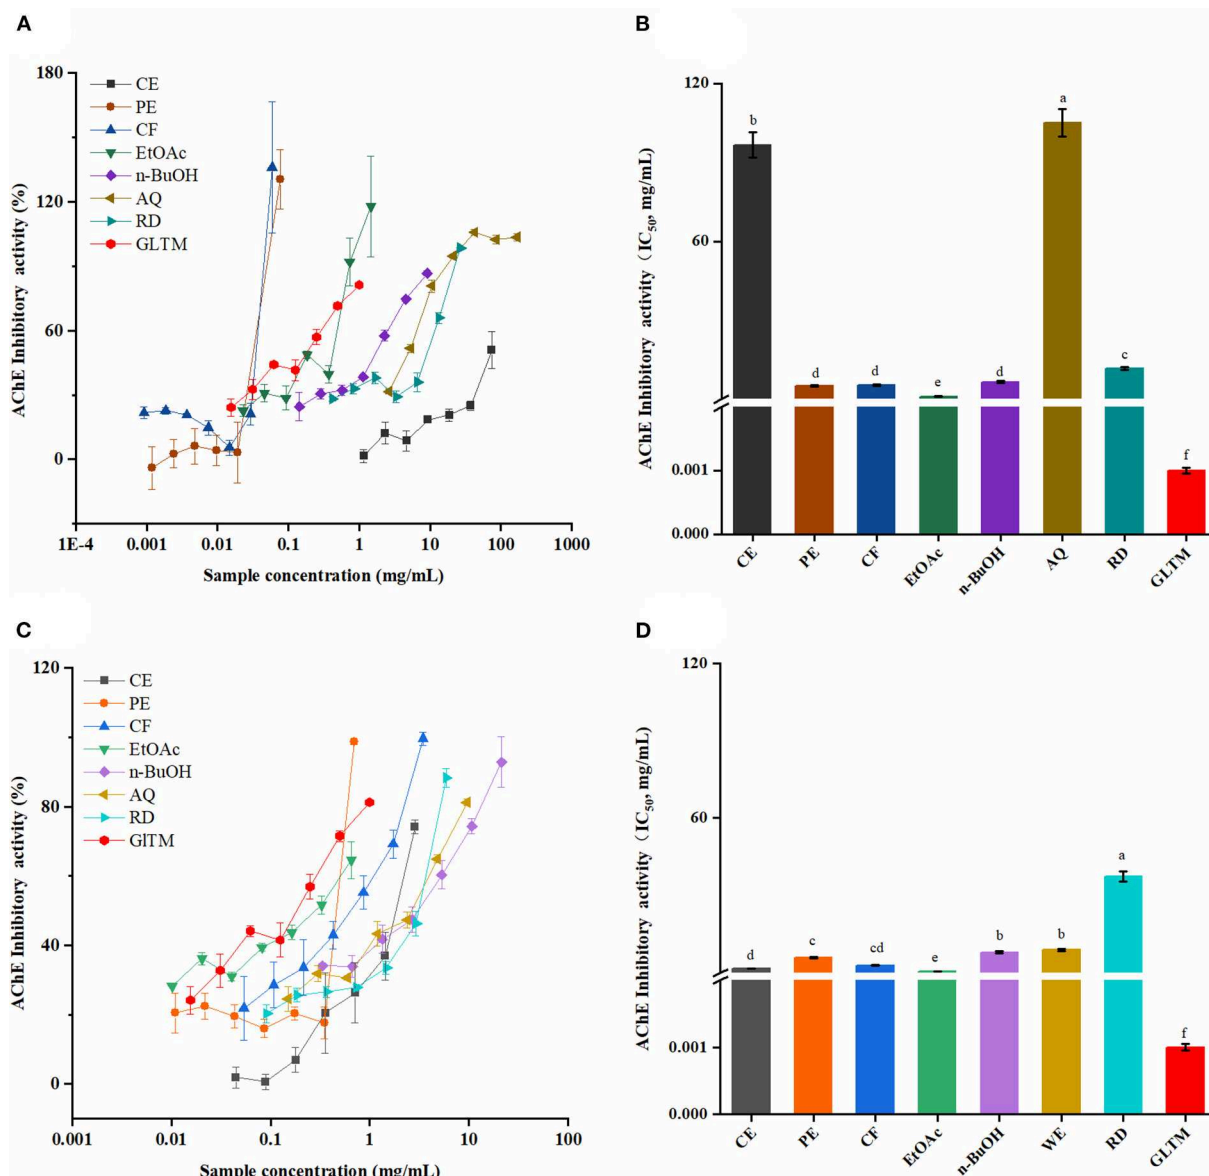 A
180
120
60
0
AChE Inhibitory activity (%)
CE
PE
CF
EtOAc
n-BuOH
AQ
RD
GLTM
1E-4 0.001 0.01 0.1 1 10 100 1000
Sample concentration (mg/mL)
B
120
60
0.001
0.000
AChE Inhibitor activity (IC50, mg/mL)
b d d e d a c f
CE PE CF EtOAc n-BuOH AQ RD GLTM
C
120
80
40
0
AChE Inhibitory activity (%)
CE
PE
CF
EtOAc
n-BuOH
AQ
RD
GlTM
0.001 0.01 0.1 1 10 100
Sample concentration (mg/mL)
D
120
60
0.001
0.000
AChE Inhibitory activity (IC50, mg/mL)
d c cd e b b a f
CE PE CF EtOAc n-BuOH WE RD GLTM